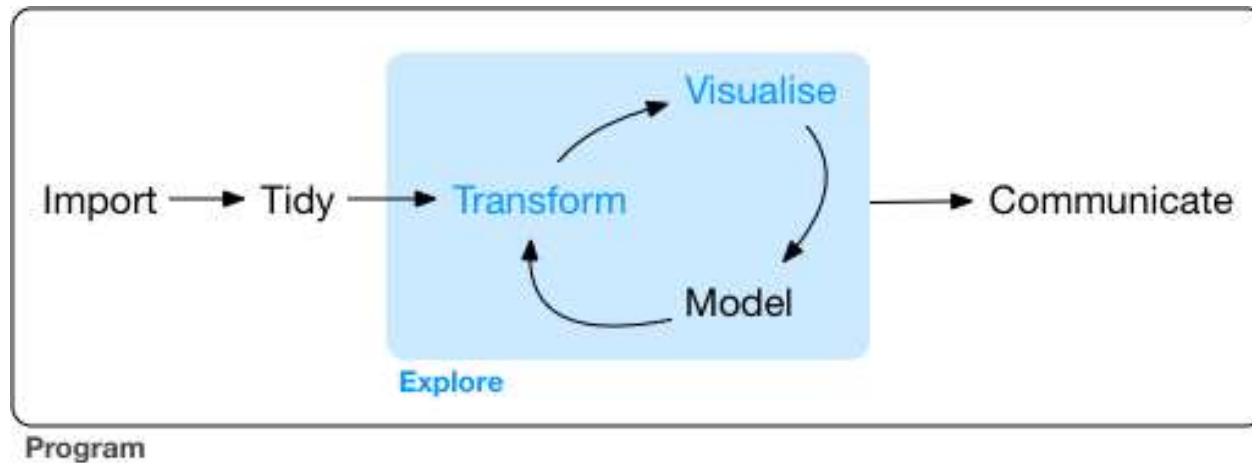 Visualise
Import Tidy Transform Communicate
Model
Explore
Program